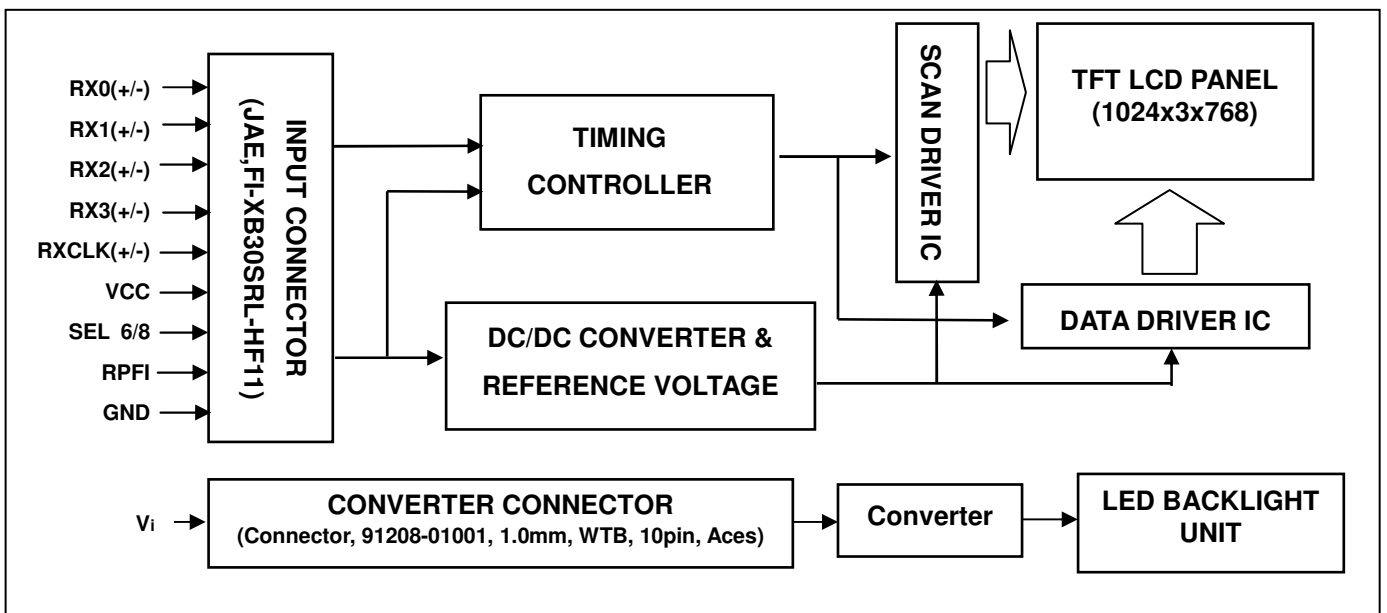 RX0(+/-)
RX1(+/-)
RX2(+/-)
RX3(+/-)
RXCLK(+/-)
VCC
SEL 6/8
RPFI
GND
INPUT CONNECTOR
(JAE,FI-XB30SRL-HF11)
TIMING
CONTROLLER
DC/DC CONVERTER &
REFERENCE VOLTAGE
SCAN DRIVER IC
TFT LCD PANEL
(1024x3x768)
DATA DRIVER IC
Vi
CONVERTER CONNECTOR
(Connector, 91208-01001, 1.0mm, WTB, 10pin, Aces)
Converter
LED BACKLIGHT
UNIT